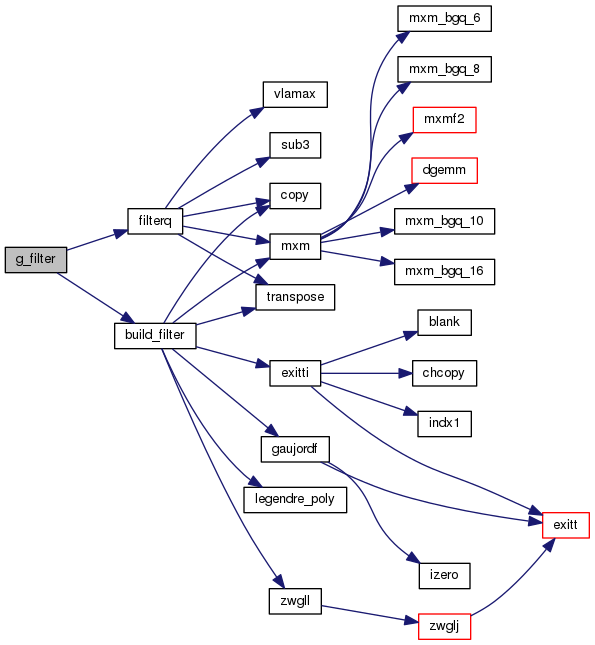 mxm_bgq_6
mxm_bgq_8
vlamax
mxmf2
sub3
dgemm
copy
filterq
mxm_bgq_10
mxm
g_filter
mxm_bgq_16
transpose
blank
build_filter
exitti
chcopy
indx1
gaujordf
legendre_poly
exitt
izero
zwgll
zwglj